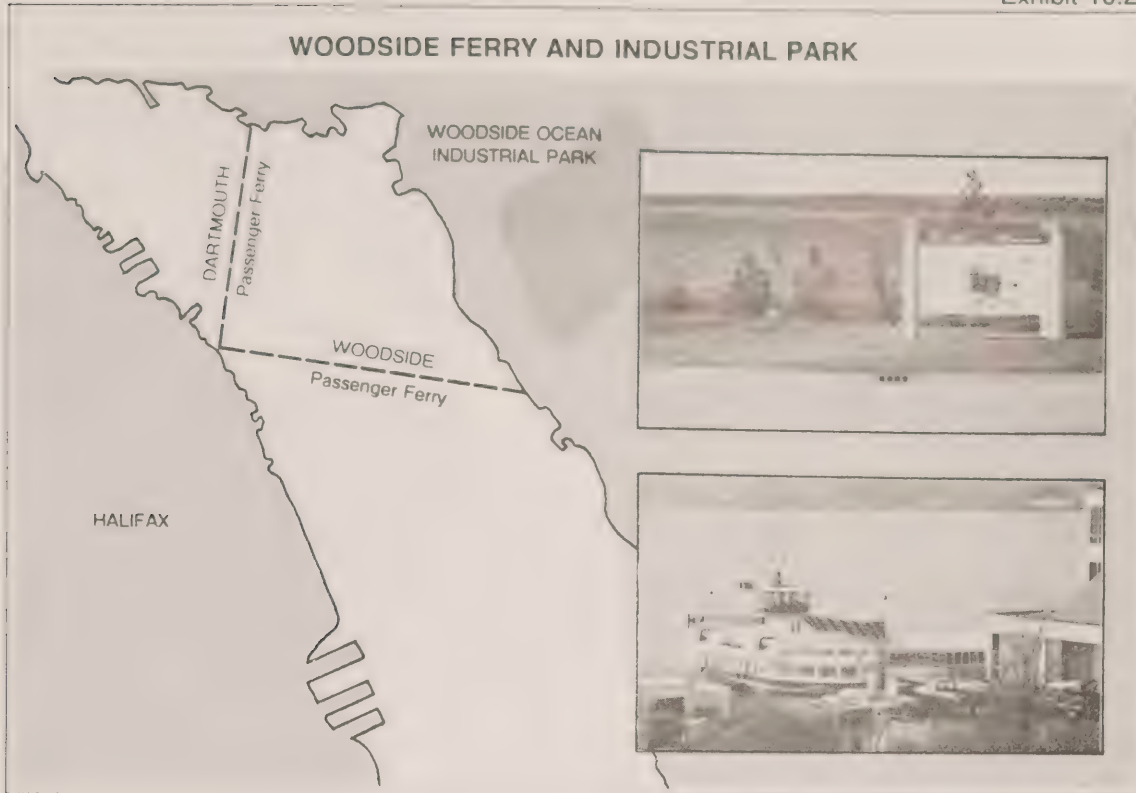 WOODSIDE FERRY AND INDUSTRIAL PARK
WOODSIDE OCEAN
INDUSTRIAL PARK
DARTMOUTH
Passenger Ferry
WOODSIDE
Passenger Ferry
HALIFAX